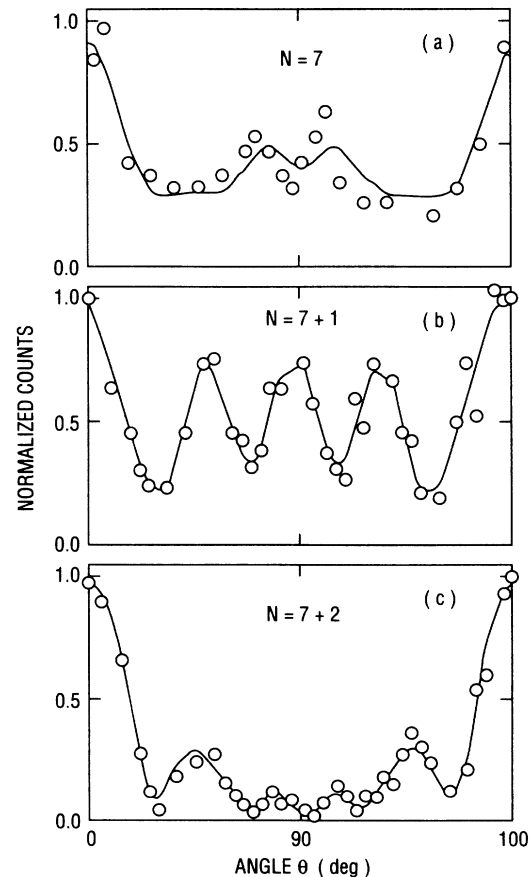 1.0
( a )
N = 7
0.5
0.0
1.0
N = 7 + 1
( b )
0.5
0.0
NORMALIZED COUNTS
1.0
( c )
N = 7 + 2
0.5
0.0
0
90
100
ANGLE θ ( deg )